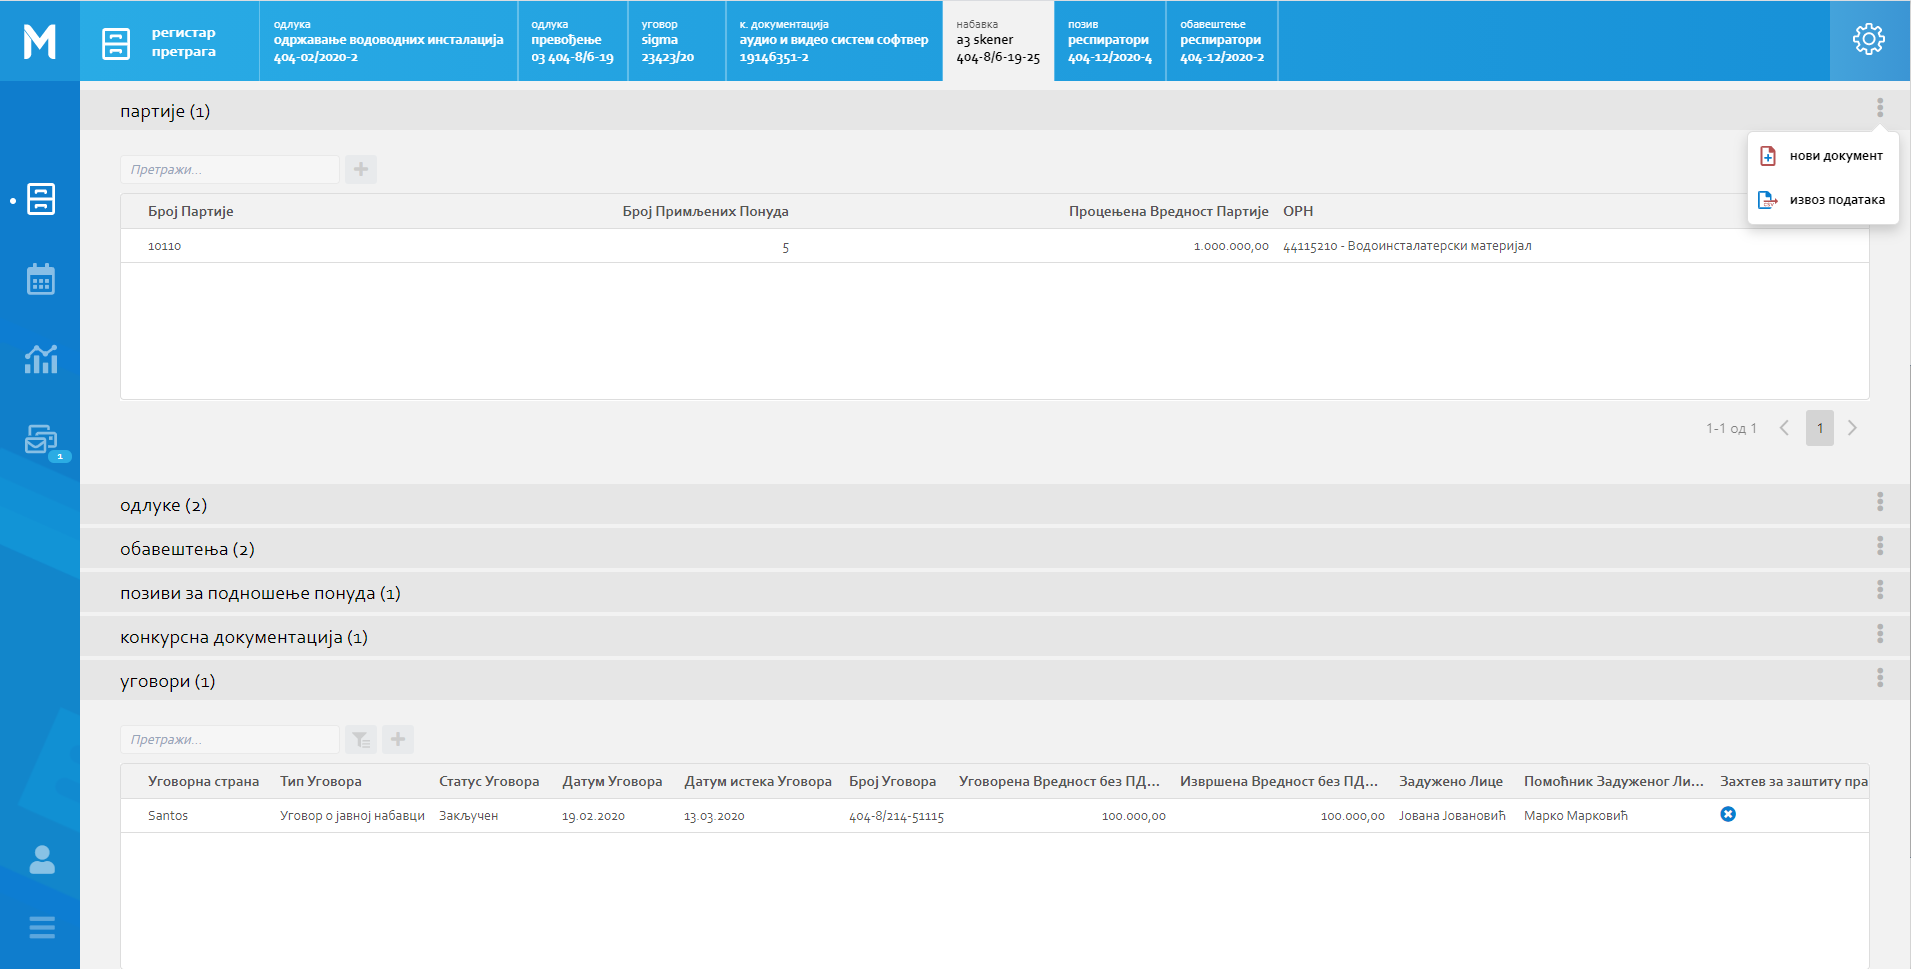 регистар
претрага
одлука
одржавање водоводних инсталација
404-02/2020-2
одлука
превођење
03 404-8/6-19
уговор
sigma
23423/20
к. документација
аудио и видео систем софтвер
19146351-2
набавка
a3 skener
404-8/6-19-25
позив
респиратори
404-12/2020-4
обавештење
респиратори
404-12/2020-2
партије (1)
нови документ
извоз података
Претражи...
Број Партије Број Примљених Понуда Процењена Вредност Партије ОРН
10110 5 1.000.000,00 44115210 - Водоинсталатерски материјал
1-1 од 1 1
1
одлуке (2)
обавештења (2)
позиви за подношење понуда (1)
конкурсна документација (1)
уговори (1)
Претражи...
Уговорна страна Тип Уговора Статус Уговора Датум Уговора Датум истека Уговора Број Уговора Уговорена Вредност без ПД... Извршена Вредност без ПД... Задужено Лице Помоћник Задуженог Ли... Захтев за заштиту пра
Santos Уговор о јавној набавци Закључен 19.02.2020 13.03.2020 404-8/214-51115 100.000,00 100.000,00 Јована Јовановић Марко Марковић